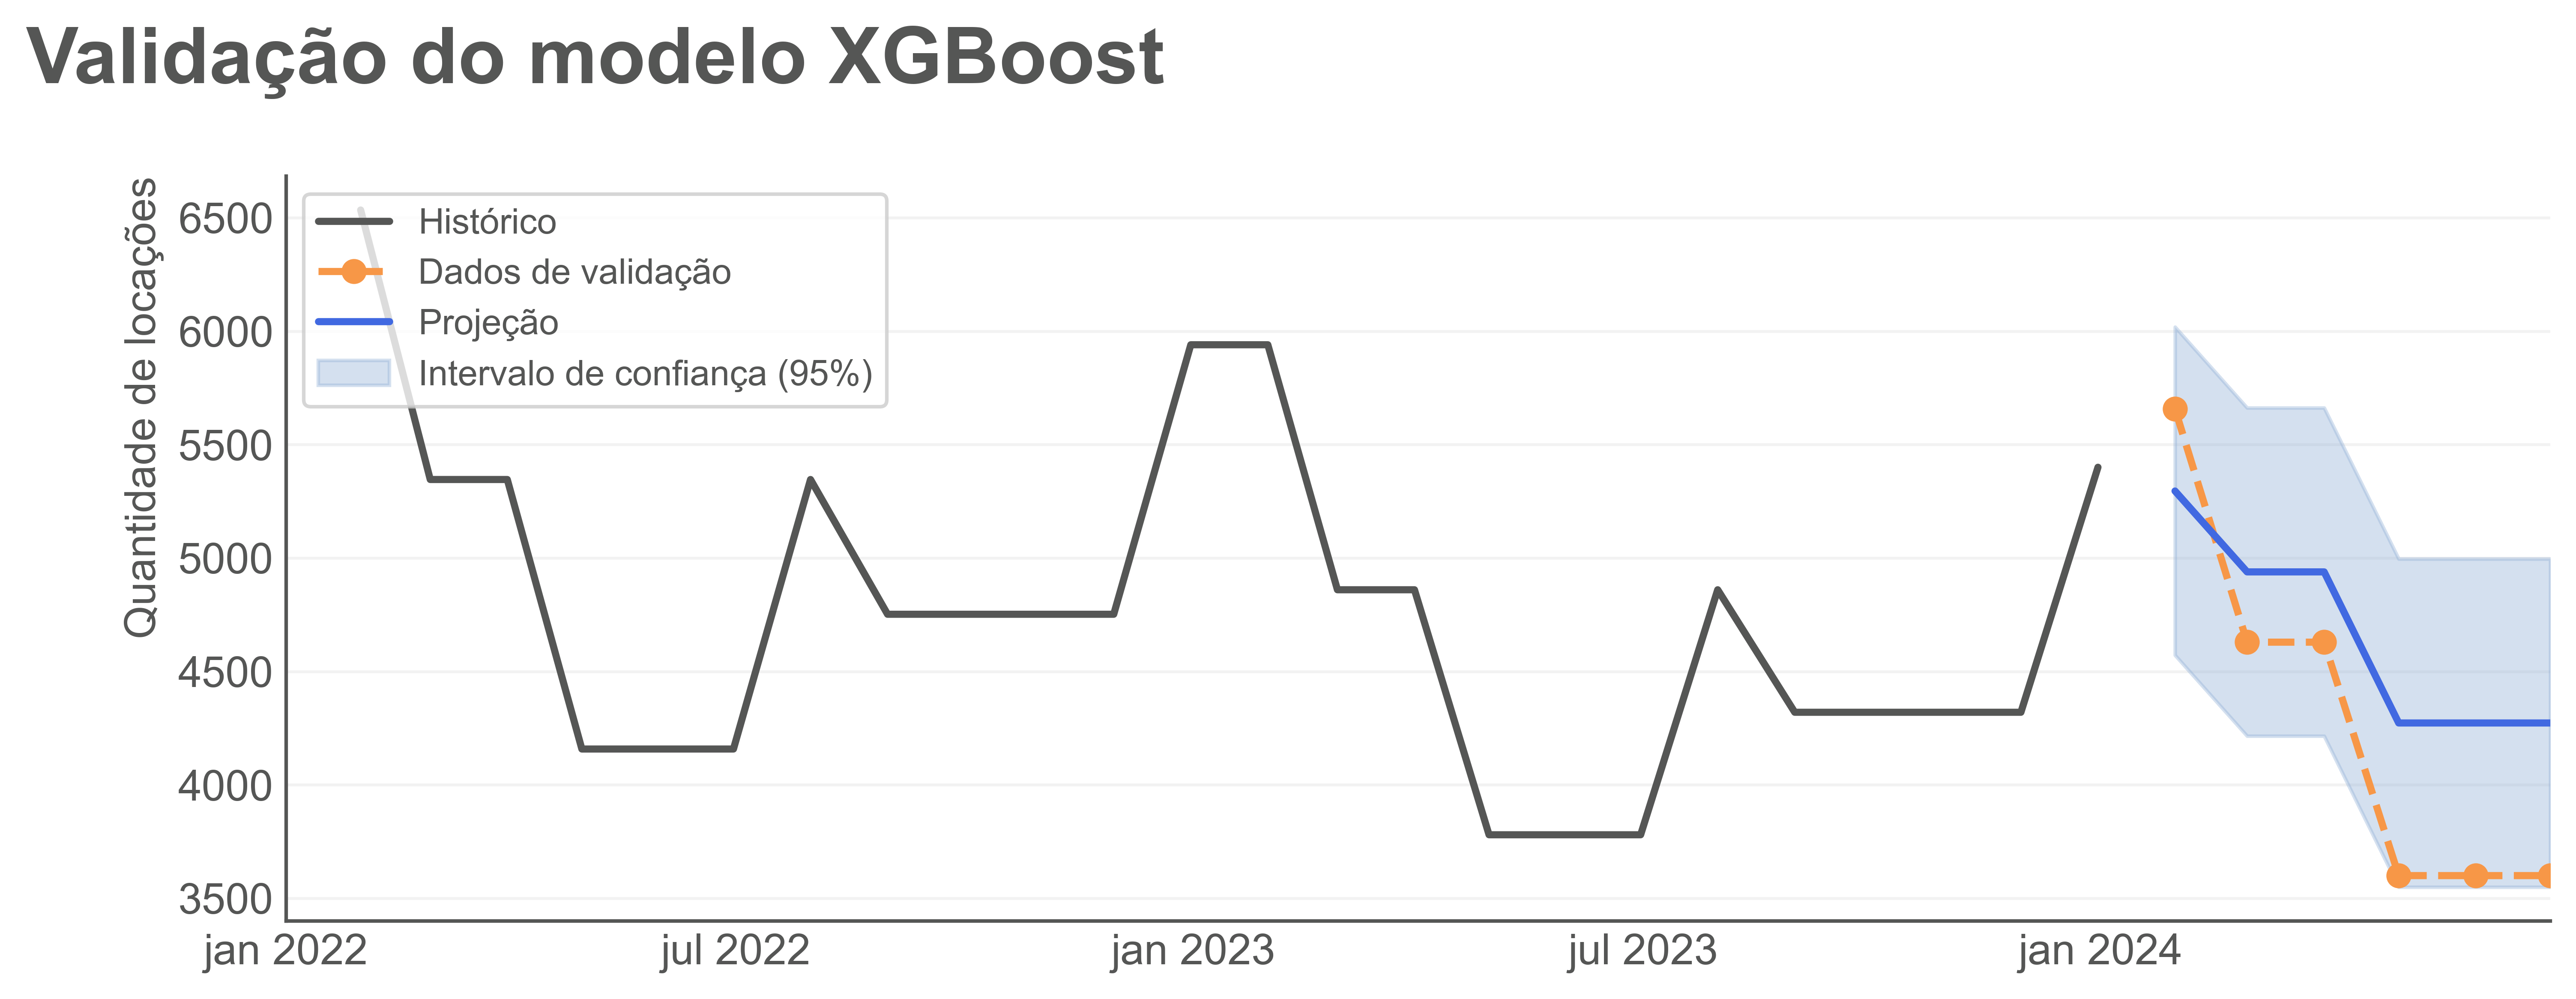 Validação do modelo XGBoost
Quantidade de locações
6500
6000
5500
5000
4500
4000
3500
Histórico
Dados de validação
Projeção
Intervalo de confiança (95%)
jan 2022
jul 2022
jan 2023
jul 2023
jan 2024